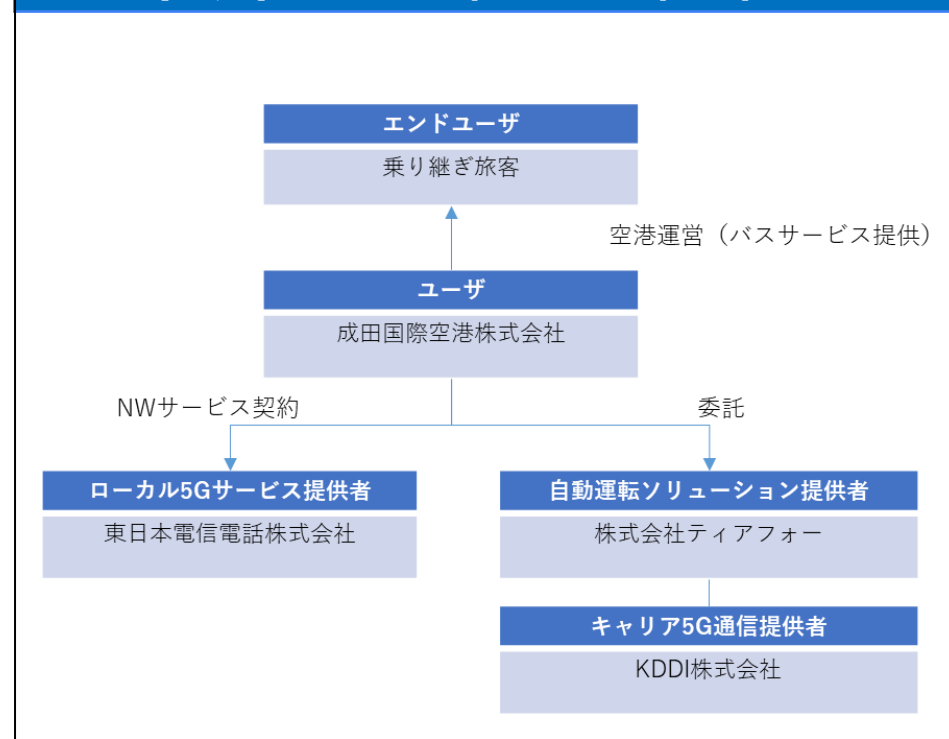 エンドユーザ
乗り継ぎ旅客
空港運営（バスサービス提供）
ユーザ
成田国際空港株式会社
NWサービス契約
委託
ローカル5Gサービス提供者
東日本電信電話株式会社
自動運転ソリューション提供者
株式会社ティアフォー
キャリア5G通信提供者
KDDI株式会社